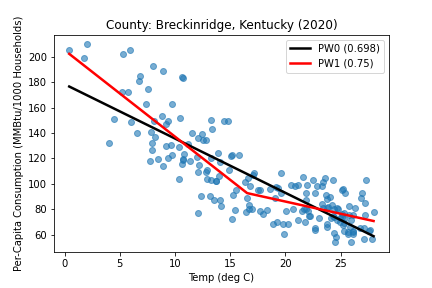 County: Breckinridge, Kentucky (2020)
Per-Capita Consumption (MMBtu/1000 Households)
200
180
160
140
120
100
80
60
PW0 (0.698)
PW1 (0.75)
0
5
10
15
20
25
Temp (deg C)